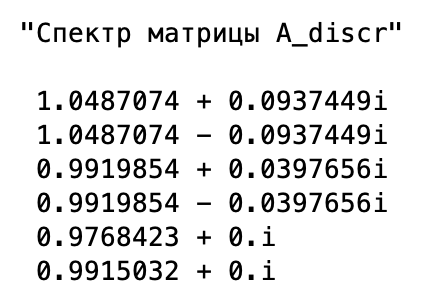 "Спектр матрицы A_discr"
1.0487074 + 0.0937449i
1.0487074 - 0.0937449i
0.9919854 + 0.0397656i
0.9919854 - 0.0397656i
0.9768423 + 0.i
0.9915032 + 0.i